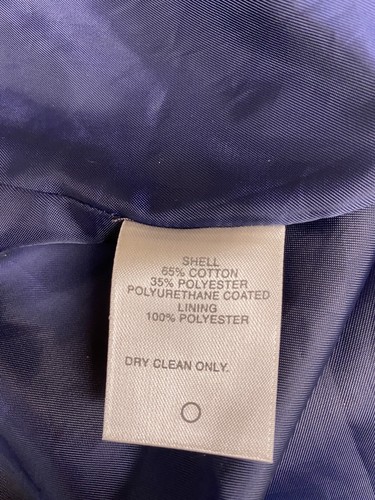 SHELL
65% COTTON
35% POLYESTER
POLYURETHANE COATED
LINING
100% POLYESTER
DRY CLEAN ONLY.